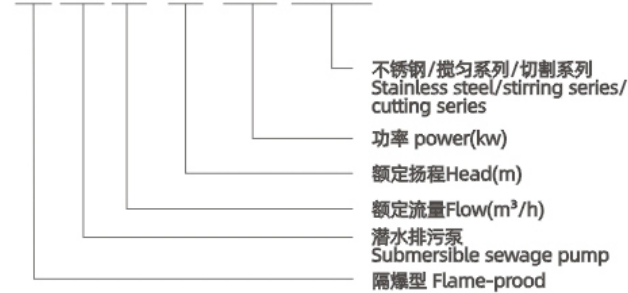 不锈钢/搅匀系列/切割系列
Stainless steel/stirring series/
cutting series
功率 power(kw)
额定扬程Head(m)
额定流量Flow(m³/h)
潜水排污泵
Submersible sewage pump
隔爆型 Flame-prood